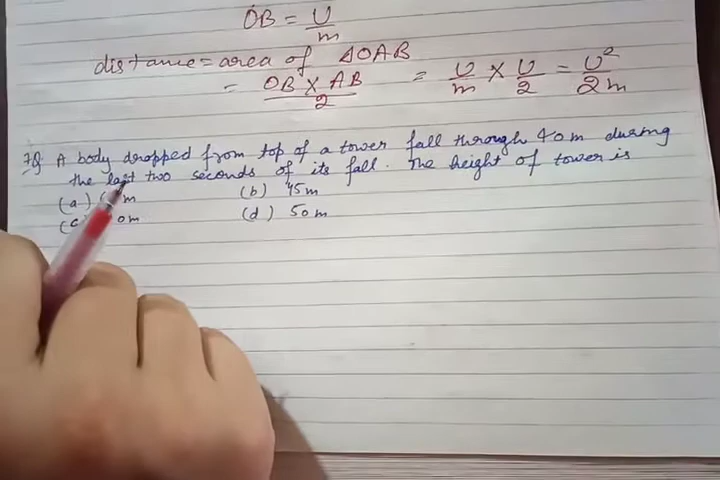 OB = U/m
distance = area of ΔOAB
= OB X AB / 2 = U/m X U/2 = U²/2m
7Q A body dropped from top of a tower fall through 40m during
the last two seconds of its fall. The height of tower is
(a) m (b) 45m
(c) 0m (d) 50m